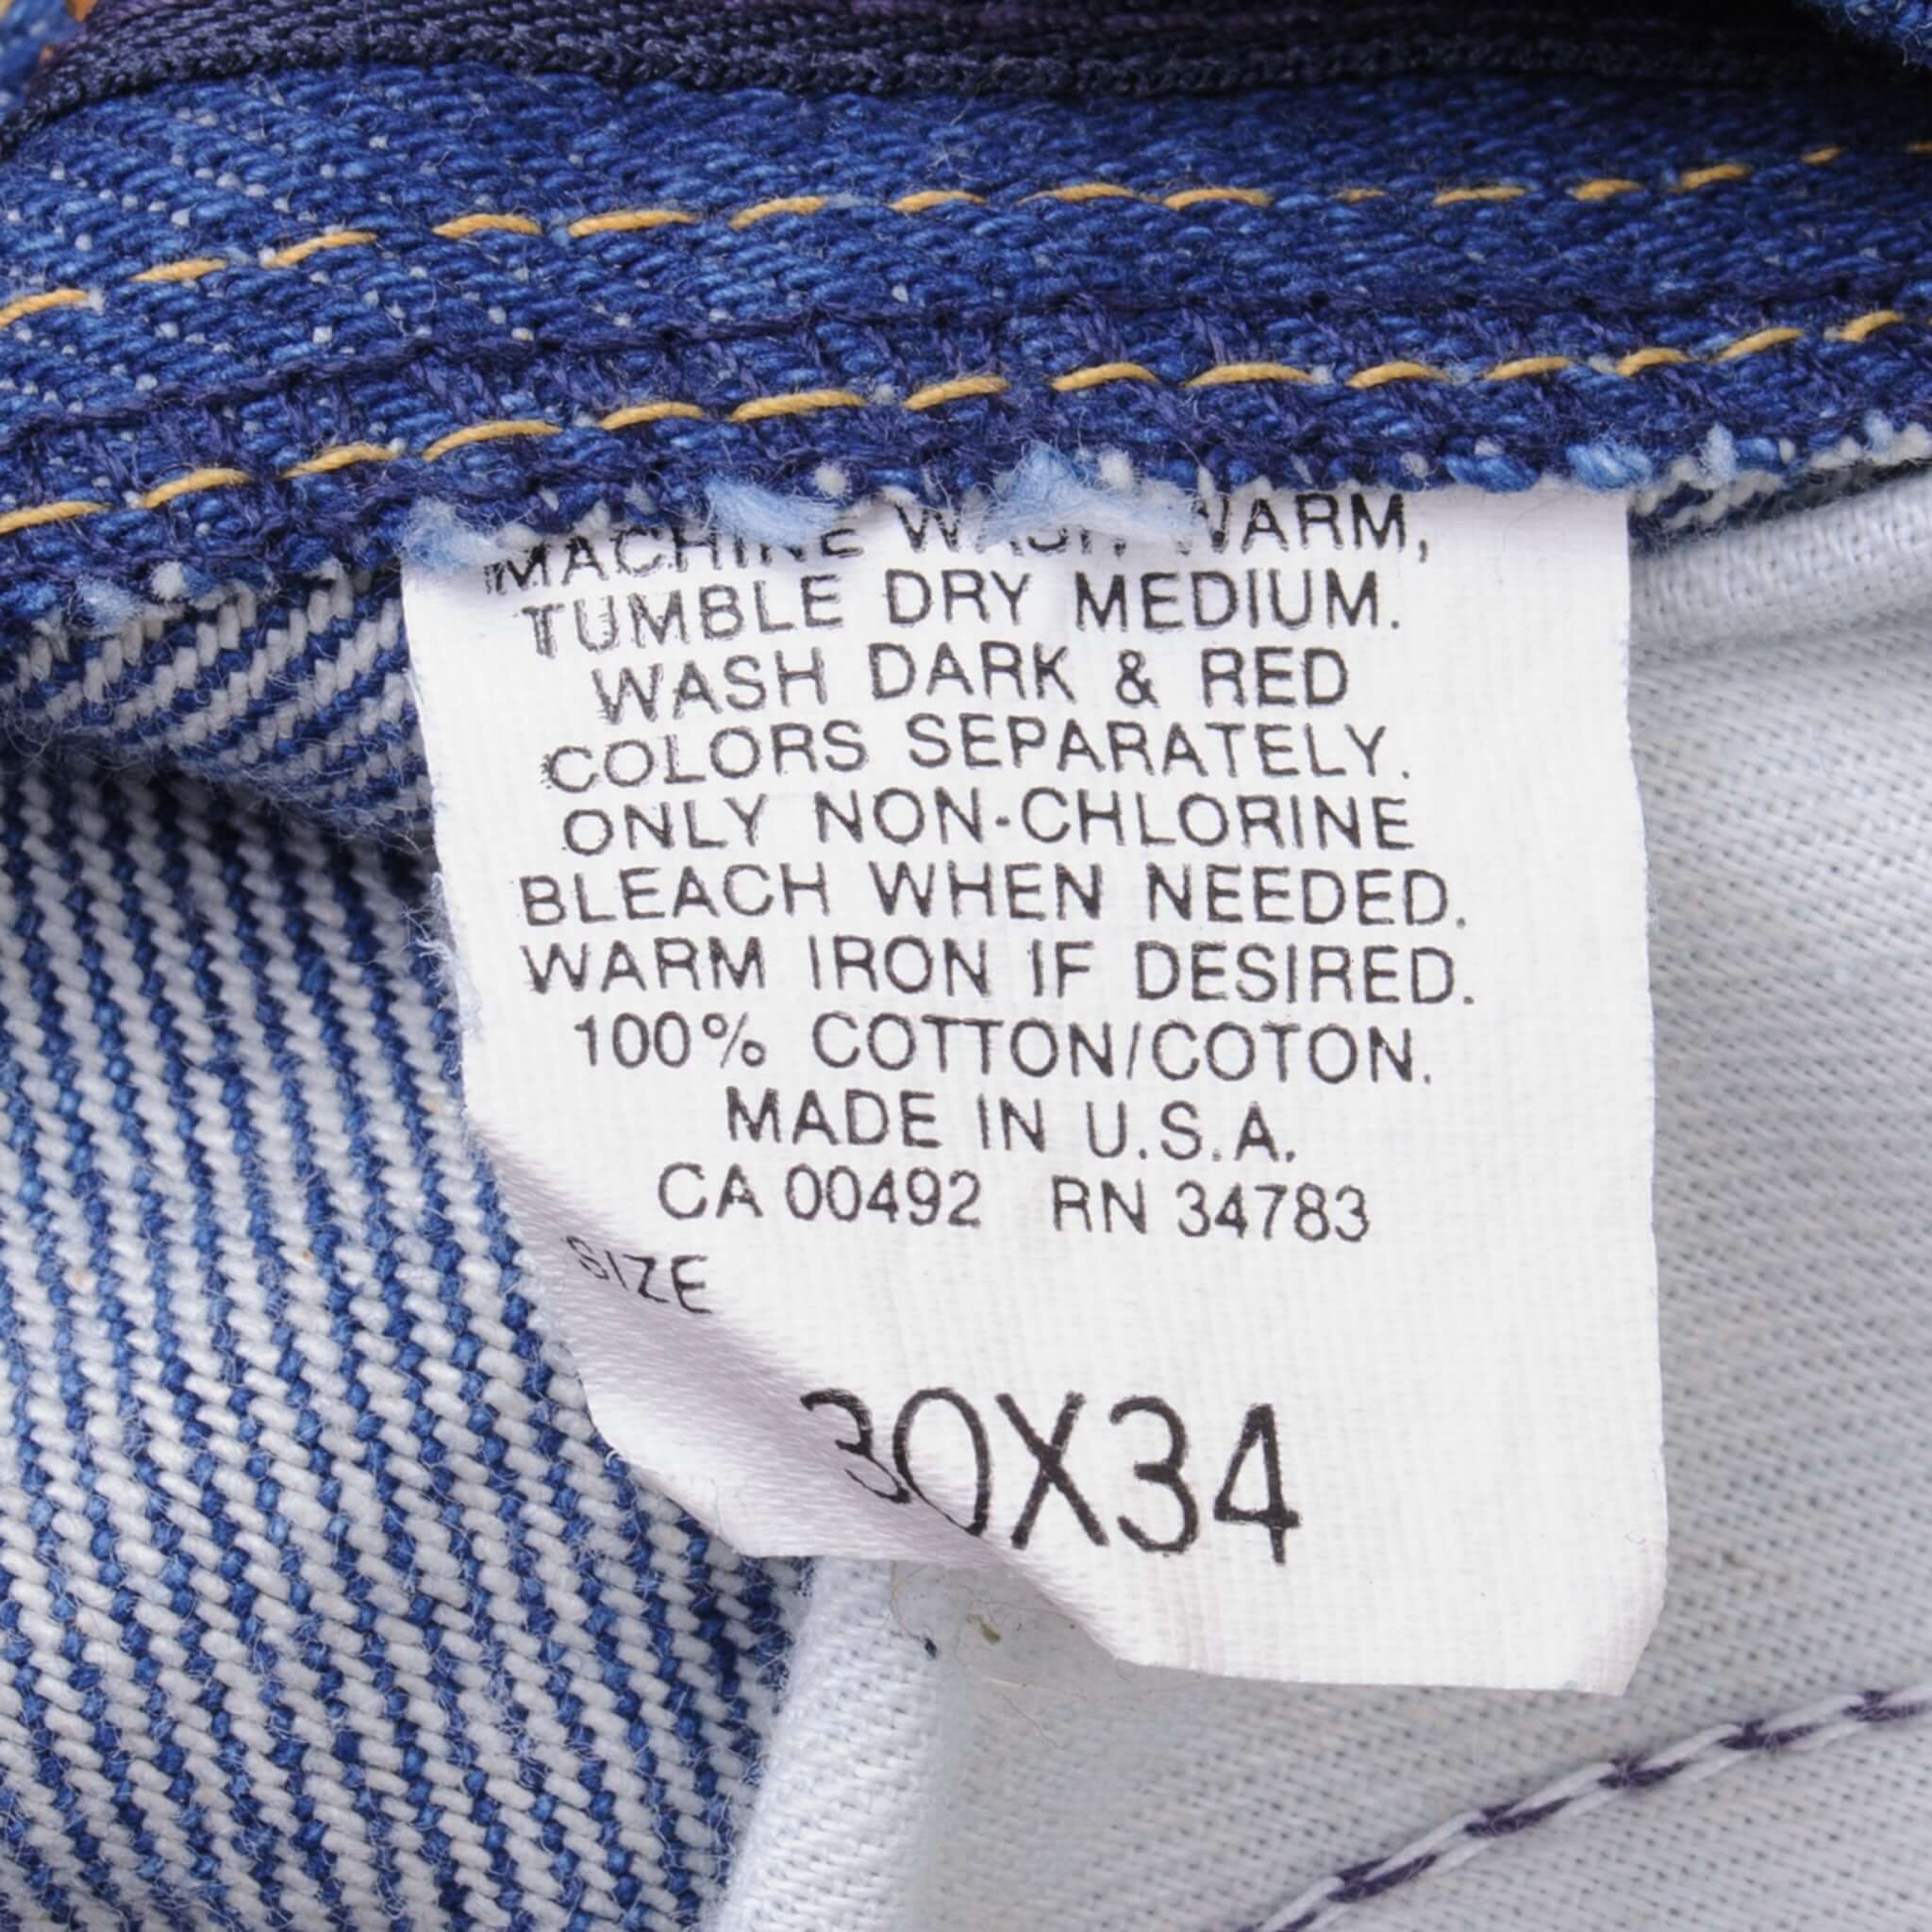 MACHINE WASH WARM,
TUMBLE DRY MEDIUM.
WASH DARK & RED
COLORS SEPARATELY.
ONLY NON-CHLORINE
BLEACH WHEN NEEDED.
WARM IRON IF DESIRED.
100% COTTON/COTON.
MADE IN U.S.A.
CA 00492 RN 34783
SIZE
30X34